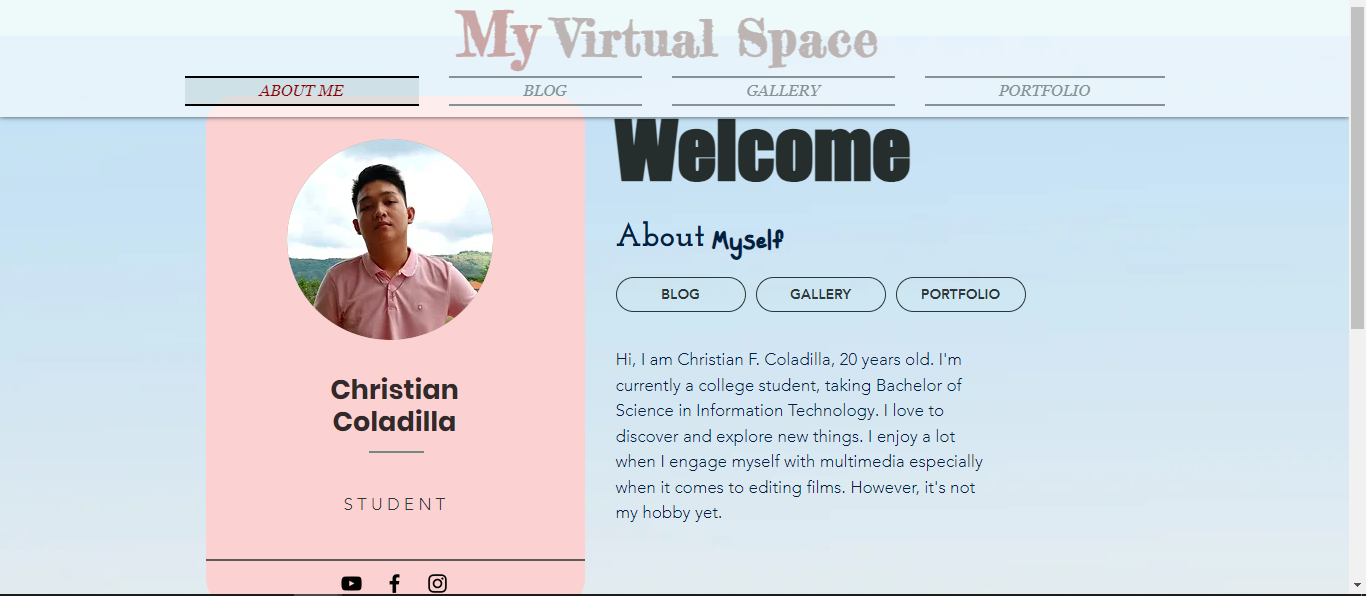 My Virtual Space
ABOUT ME BLOG GALLERY PORTFOLIO
Welcome
About Myself
BLOG GALLERY PORTFOLIO
Christian
Coladilla
STUDENT
Hi, I am Christian F. Coladilla, 20 years old. I'm
currently a college student, taking Bachelor of
Science in Information Technology. I love to
discover and explore new things. I enjoy a lot
when I engage myself with multimedia especially
when it comes to editing films. However, it's not
my hobby yet.